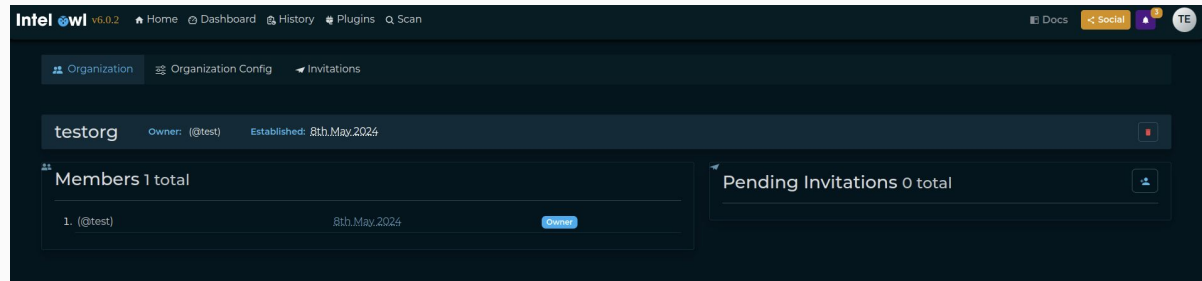 Intel Owl v6.0.2 Home Dashboard History Plugins Scan Docs Social 3 TE
Organization Organization Config Invitations
testorg Owner: (@test) Established: 8th May 2024
Members 1 total
1. (@test) 8th May 2024 Owner
Pending Invitations 0 total